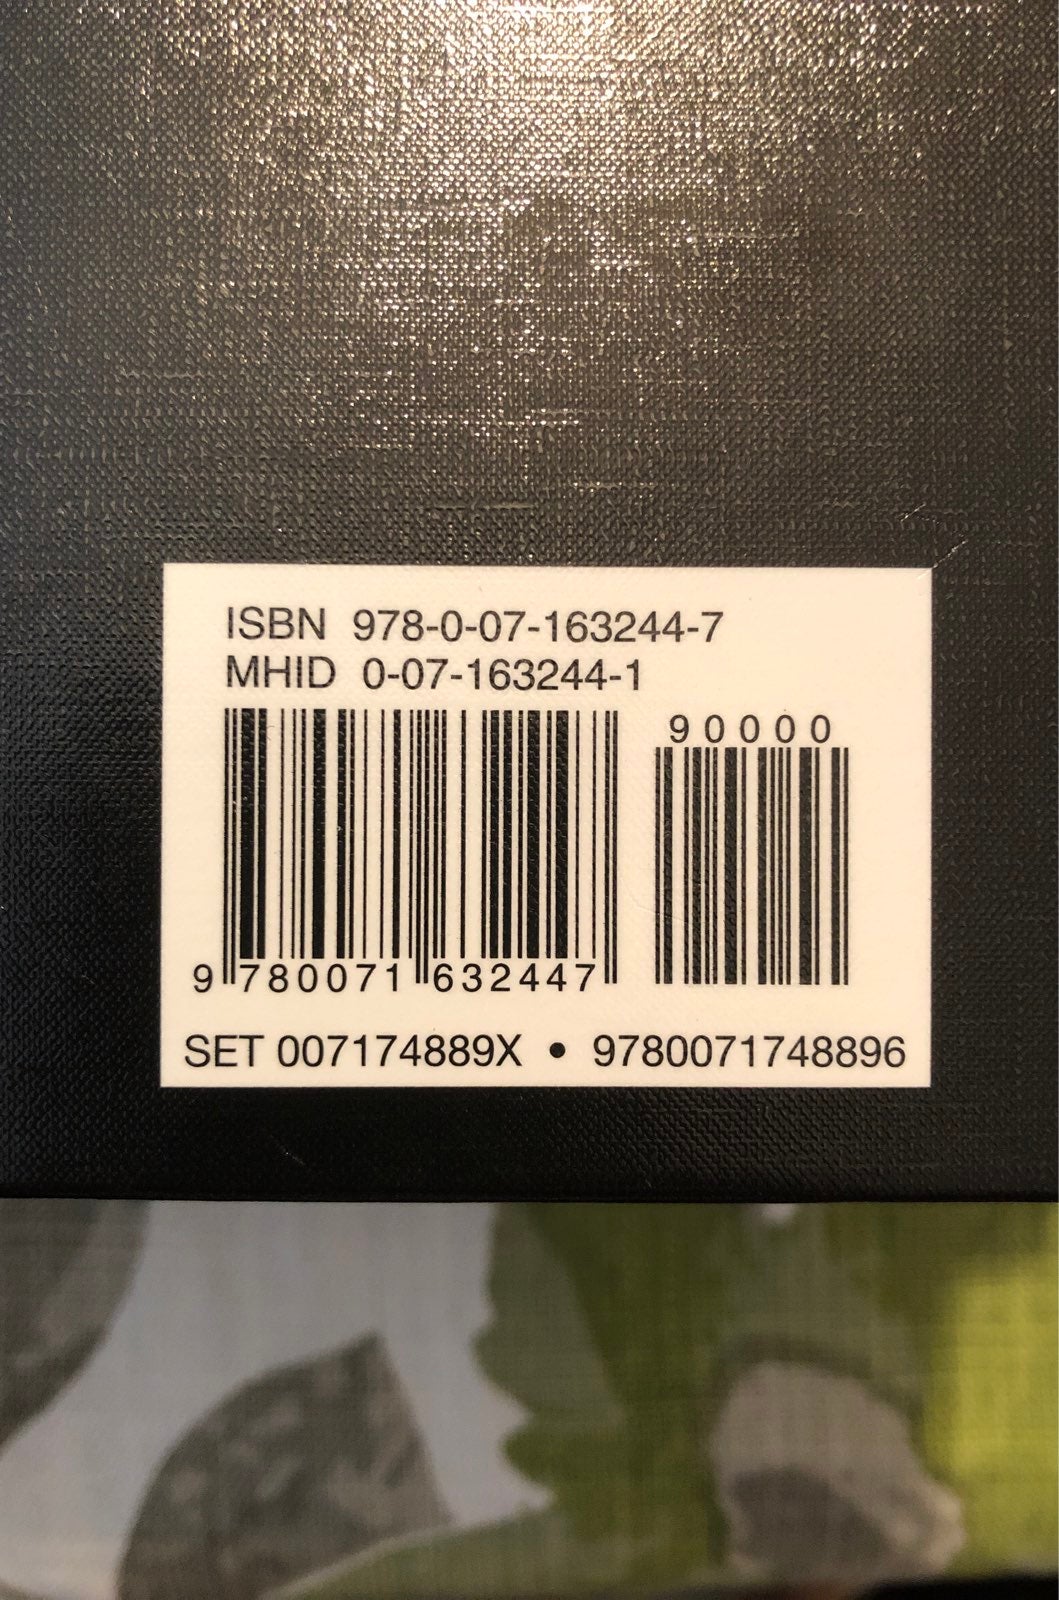 ISBN 978-0-07-163244-7
MHID 0-07-163244-1
90000
9 780071 632447
SET 007174889X • 9780071748896